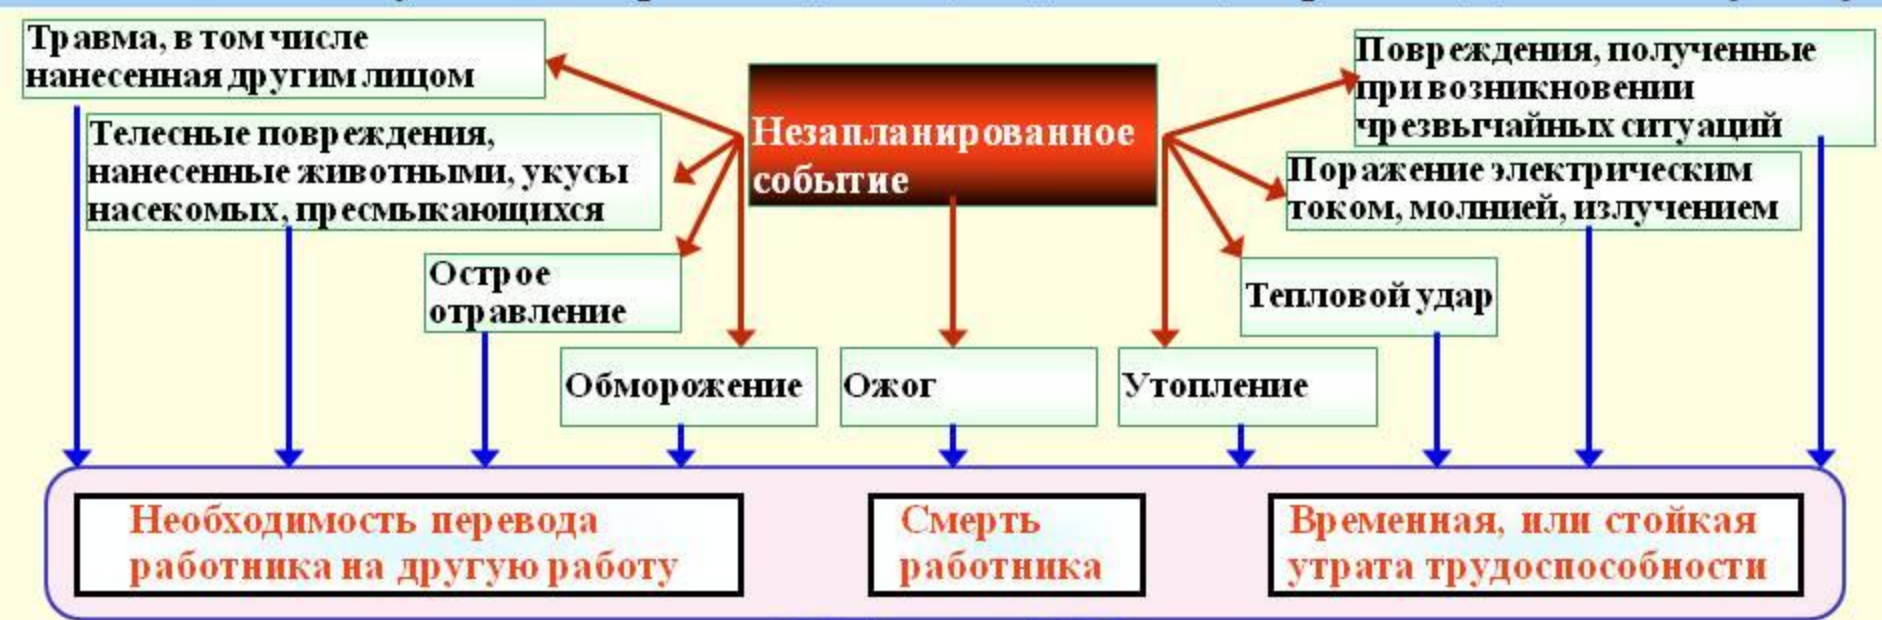 Травма, в том числе
нанесенная другим лицом
Телесные повреждения,
нанесенные животными, укусы
насекомых, пресмыкающихся
Острое
отравление
Обморожение
Незапланированное
событие
Ожог
Утопление
Тепловой удар
Повреждения, полученные
при возникновении
чрезвычайных ситуаций
Поражение электрическим
током, молнией, излучением
Необходимость перевода
работника на другую работу
Смерть
работника
Временная, или стойкая
утрата трудоспособности